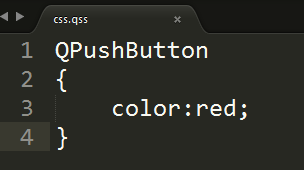 css.qss
1 QPushButton
2 {
3     color:red;
4 }